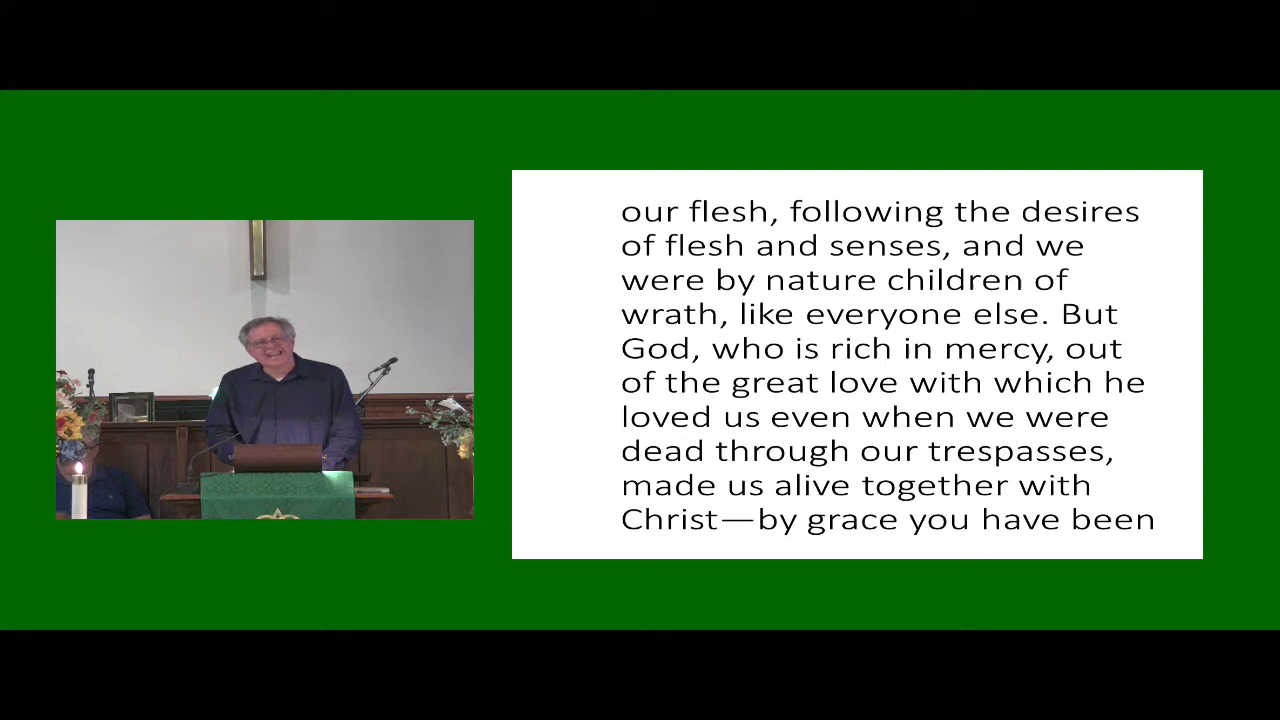 our flesh, following the desires
of flesh and senses, and we
were by nature children of
wrath, like everyone else. But
God, who is rich in mercy, out
of the great love with which he
loved us even when we were
dead through our trespasses,
made us alive together with
Christ—by grace you have been